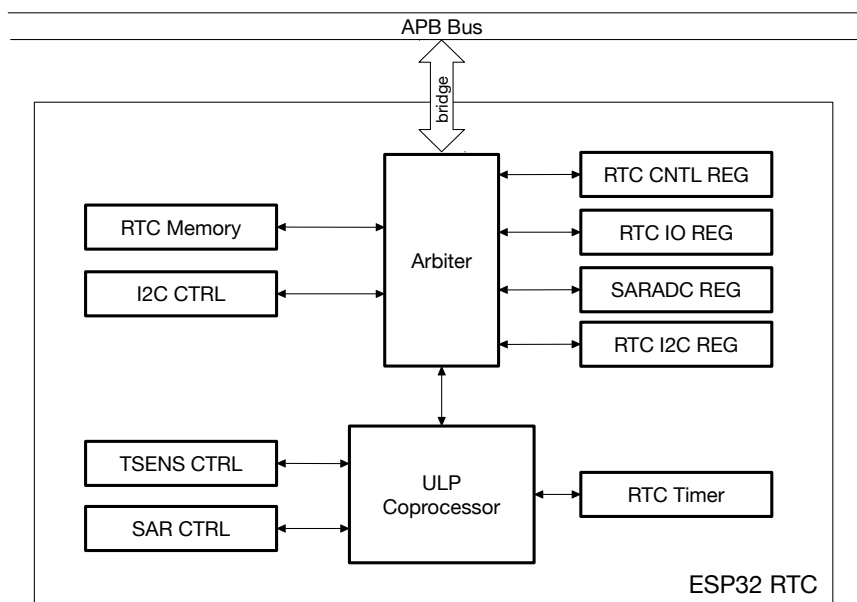 APB Bus
bridge
RTC CNTL REG
RTC Memory
RTC IO REG
Arbiter
I2C CTRL
SARADC REG
RTC I2C REG
TSENS CTRL
ULP
Coprocessor
RTC Timer
SAR CTRL
ESP32 RTC